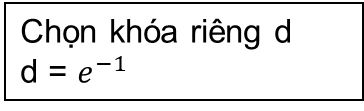 Chọn khóa riêng d
d = e⁻¹